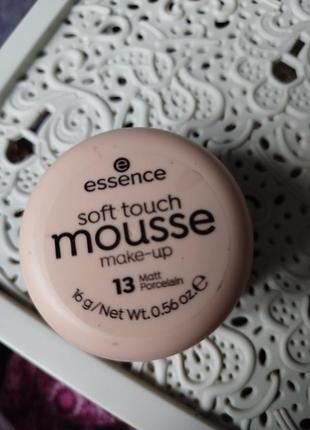 essence
soft touch
mousse
make-up
13 Matt
Porcelain
16 g/Net Wt. 0.56 oz. ℮